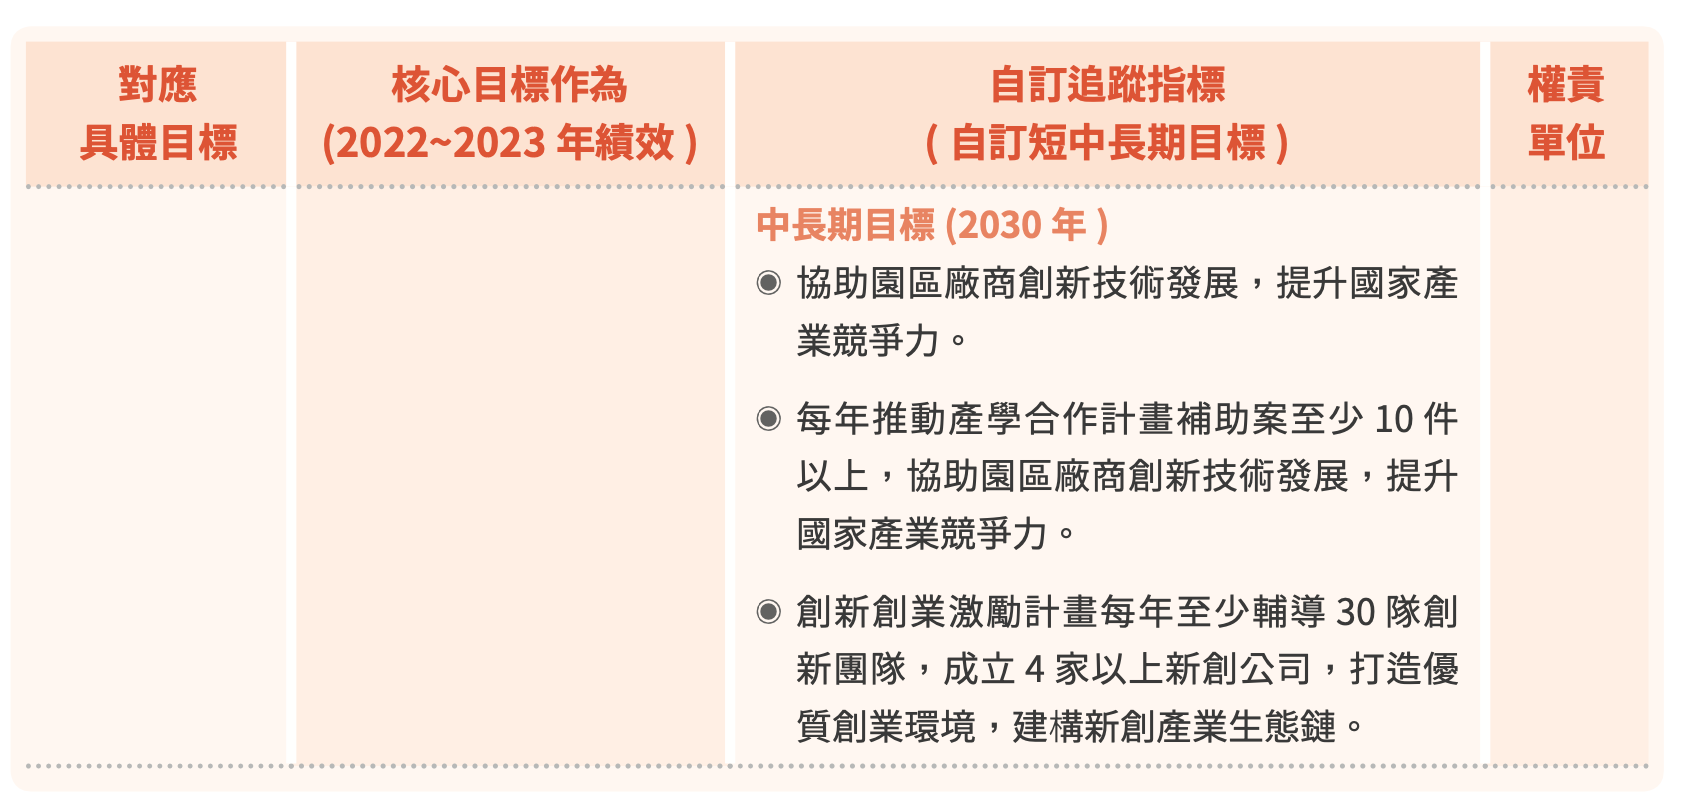 對應
具體目標
核心目標作為
(2022~2023 年績效 )
自訂追蹤指標
( 自訂短中長期目標 )
權責
單位
中長期目標 (2030 年 )
◉ 協助園區廠商創新技術發展，提升國家產
業競爭力。
◉ 每年推動產學合作計畫補助案至少 10 件
以上，協助園區廠商創新技術發展，提升
國家產業競爭力。
◉ 創新創業激勵計畫每年至少輔導 30 隊創
新團隊，成立 4 家以上新創公司，打造優
質創業環境，建構新創產業生態鏈。